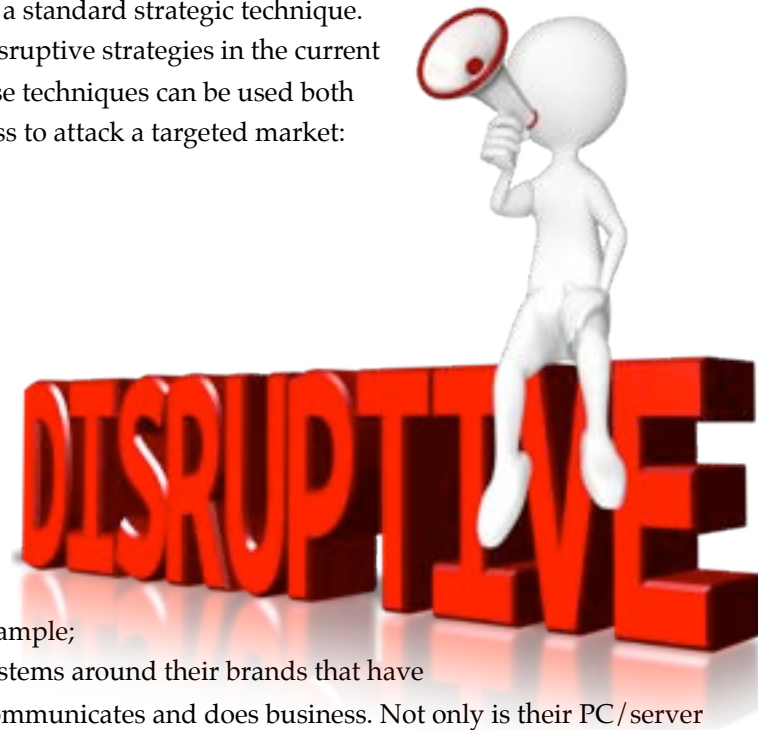 a standard strategic technique.
sruptive strategies in the current
se techniques can be used both
ss to attack a targeted market:
DISRUPTIVE
ample;
stems around their brands that have
ommunicates and does business. Not only is their PC/server